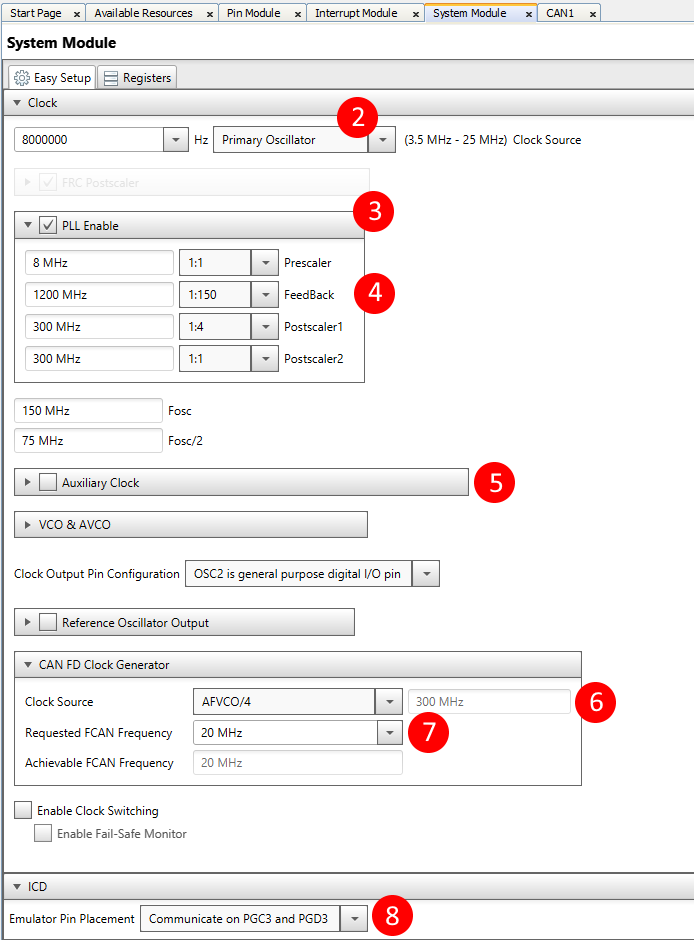 Start Page x Available Resources x Pin Module x Interrupt Module x System Module x CAN1 x
System Module
Easy Setup Registers
Clock
2
8000000 Hz Primary Oscillator (3.5 MHz - 25 MHz) Clock Source
FRC Postscaler
3
PLL Enable
8 MHz 1:1 Prescaler
1200 MHz 1:150 FeedBack 4
300 MHz 1:4 Postscaler1
300 MHz 1:1 Postscaler2
150 MHz Fosc
75 MHz Fosc/2
Auxiliary Clock 5
VCO & AVCO
Clock Output Pin Configuration OSC2 is general purpose digital I/O pin
Reference Oscillator Output
CAN FD Clock Generator
Clock Source AFVCO/4 300 MHz 6
Requested FCAN Frequency 20 MHz 7
Achievable FCAN Frequency 20 MHz
Enable Clock Switching
Enable Fail-Safe Monitor
ICD
Emulator Pin Placement Communicate on PGC3 and PGD3 8